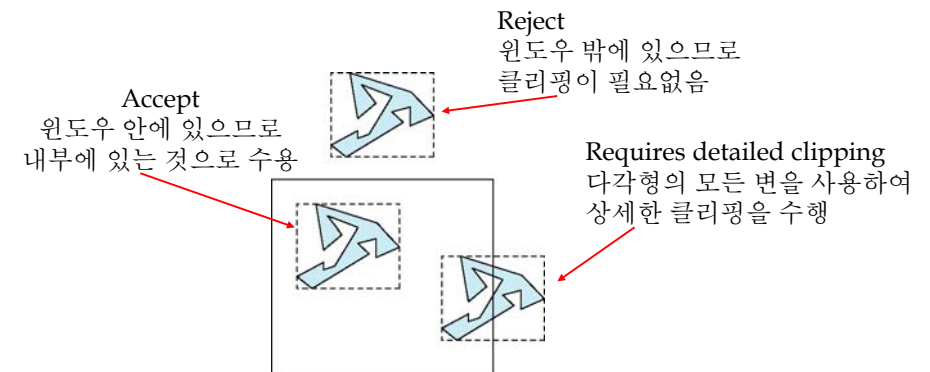 Reject
윈도우 밖에 있으므로
클리핑이 필요없음
Accept
윈도우 안에 있으므로
내부에 있는 것으로 수용
Requires detailed clipping
다각형의 모든 변을 사용하여
상세한 클리핑을 수행